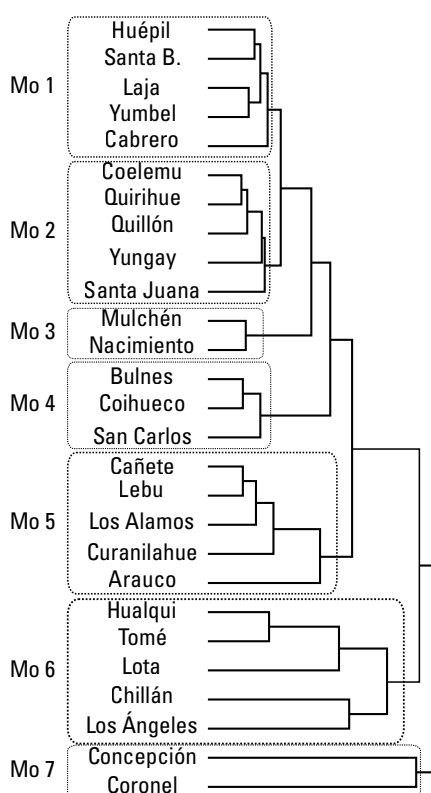 Mo 1
Huépil
Santa B.
Laja
Yumbel
Cabrero
Mo 2
Coelemu
Quirihue
Quillón
Yungay
Santa Juana
Mo 3
Mulchén
Nacimiento
Mo 4
Bulnes
Coihueco
San Carlos
Mo 5
Cañete
Lebu
Los Alamos
Curanilahue
Arauco
Mo 6
Hualqui
Tomé
Lota
Chillán
Los Ángeles
Mo 7
Concepción
Coronel